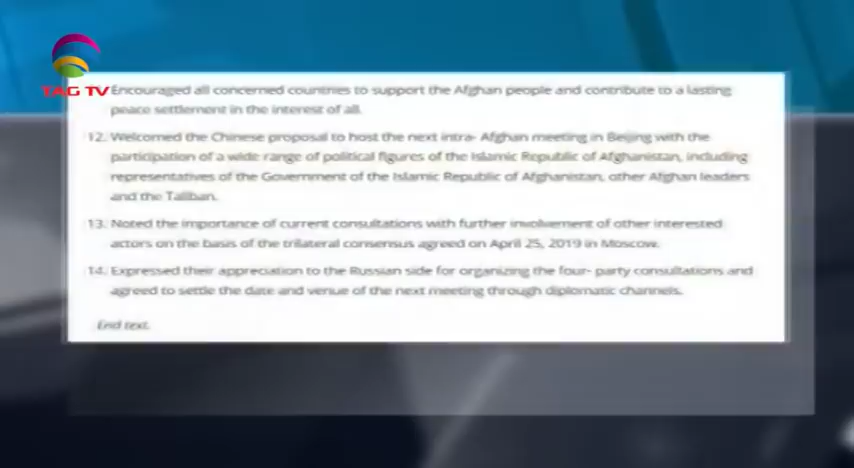 TAG TV
Encouraged all concerned countries to support the Afghan people and contribute to a lasting
peace settlement in the interest of all.
12. Welcomed the Chinese proposal to host the next intra- Afghan meeting in Beijing with the
participation of a wide range of political figures of the Islamic Republic of Afghanistan, including
representatives of the Government of the Islamic Republic of Afghanistan, other Afghan leaders
and the Taliban.
13. Noted the importance of current consultations with further involvement of other interested
actors on the basis of the trilateral consensus agreed on April 25, 2019 in Moscow.
14. Expressed their appreciation to the Russian side for organizing the four- party consultations and
agreed to settle the date and venue of the next meeting through diplomatic channels.
End text.